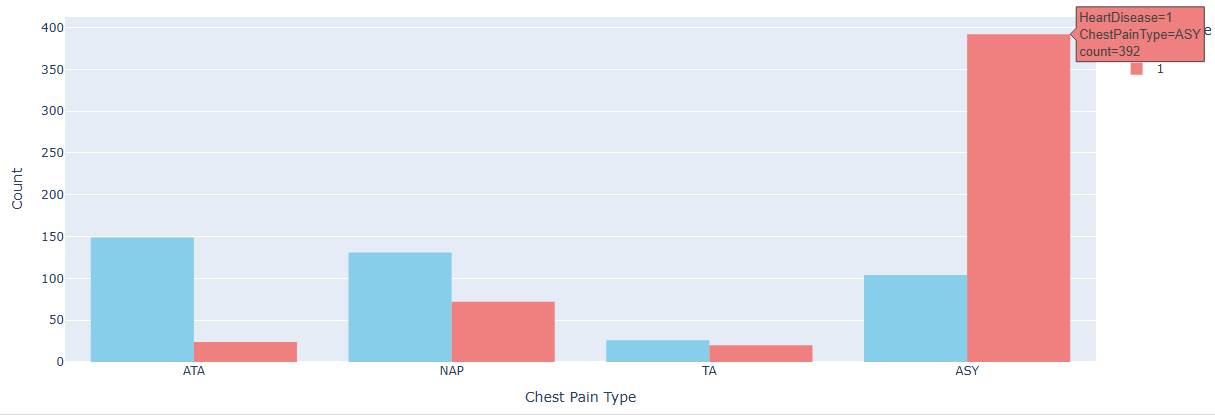 HeartDisease=1
ChestPainType=ASY
count=392
1
400
350
300
250
200
150
100
50
0
Count
ATA
NAP
TA
ASY
Chest Pain Type